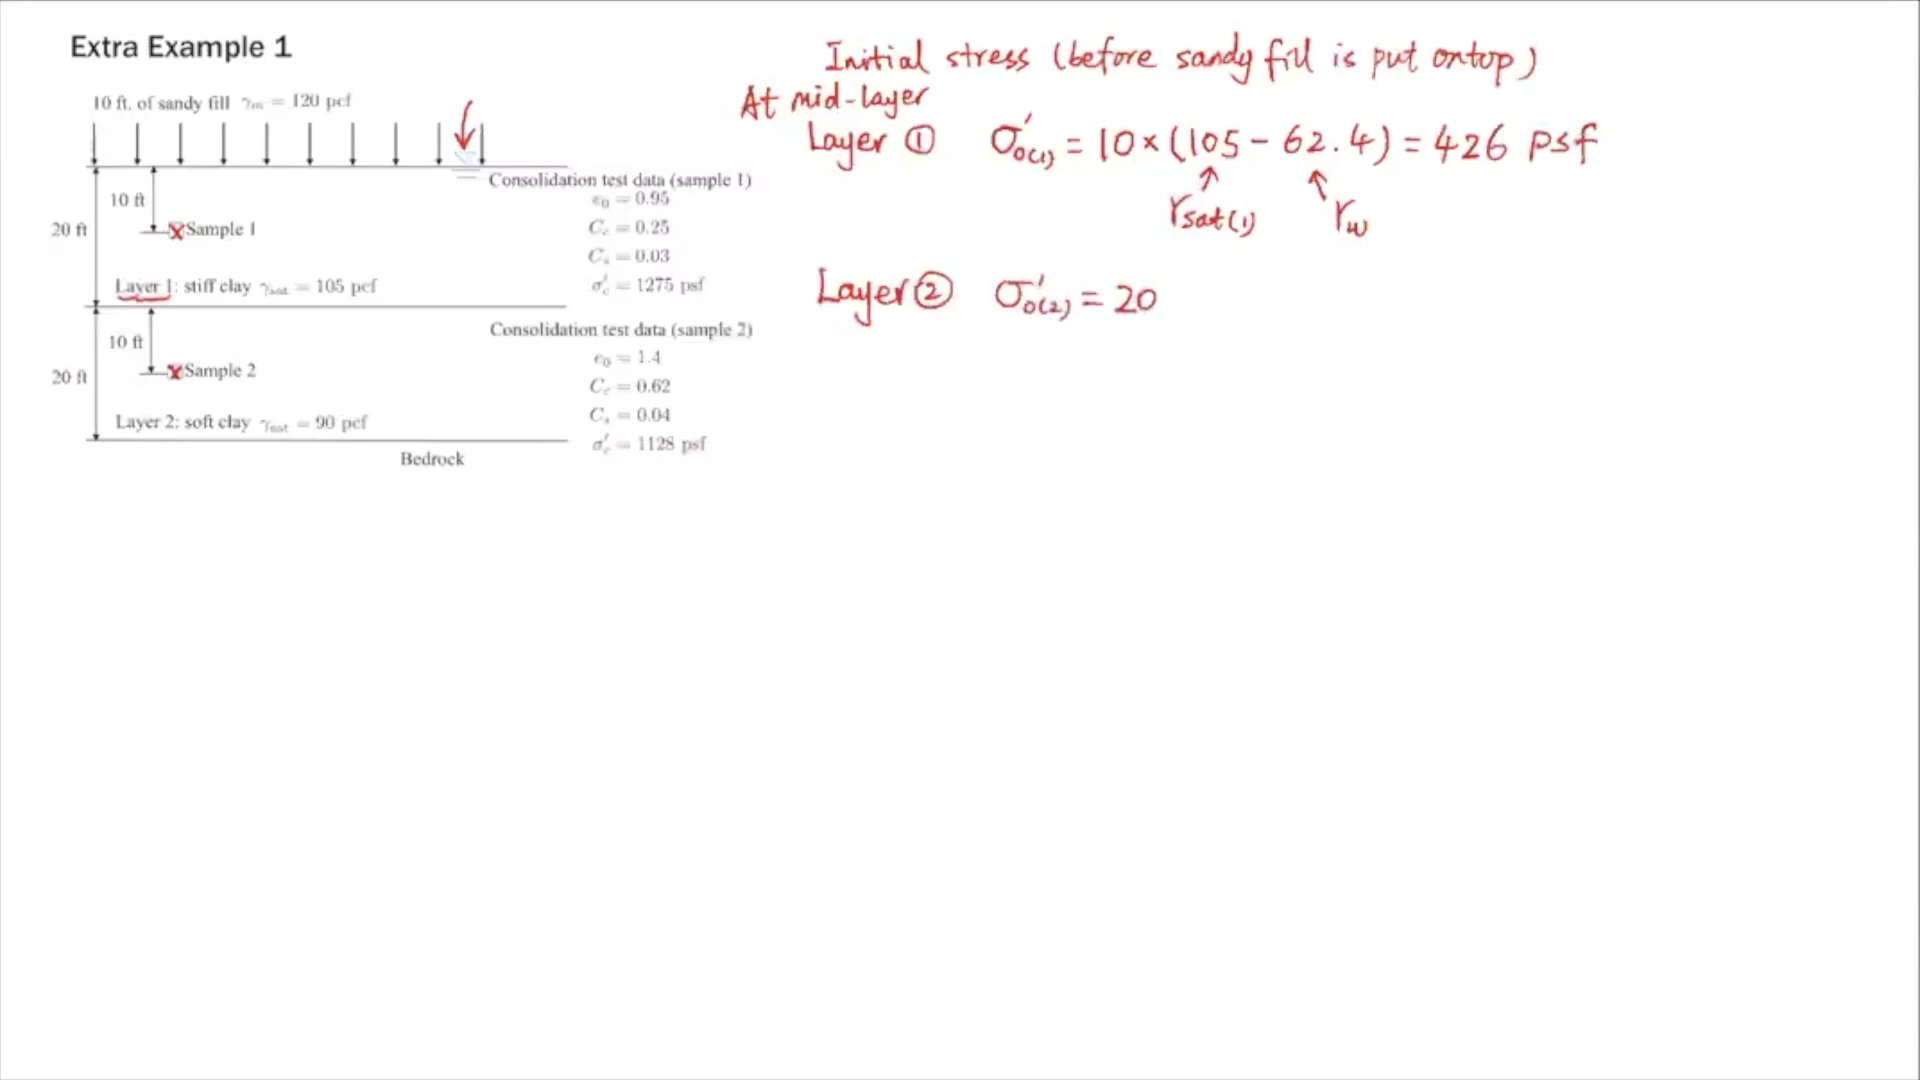 Extra Example 1
10 ft. of sandy fill γm = 120 pcf
10 ft
20 ft
Sample 1
Layer 1: stiff clay γsat = 105 pcf
Consolidation test data (sample 1)
e0 = 0.95
Cc = 0.25
Cs = 0.03
σ′c = 1275 psf
10 ft
20 ft
Sample 2
Layer 2: soft clay γsat = 90 pcf
Bedrock
Consolidation test data (sample 2)
e0 = 1.4
Cc = 0.62
Cs = 0.04
σ′c = 1128 psf
Initial stress (before sandy fill is put ontop)
At mid-layer
Layer ① σ′o(1) = 10×(105 - 62.4) = 426 psf
γsat(1) γw
Layer ② σ′o(2) = 20